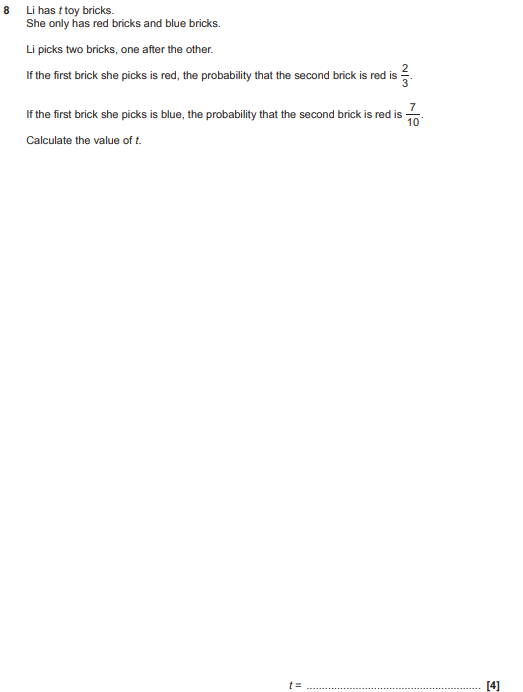 8 Li has t toy bricks.
She only has red bricks and blue bricks.
Li picks two bricks, one after the other.
If the first brick she picks is red, the probability that the second brick is red is 2/3.
If the first brick she picks is blue, the probability that the second brick is red is 7/10.
Calculate the value of t.
t = ........................................................ [4]